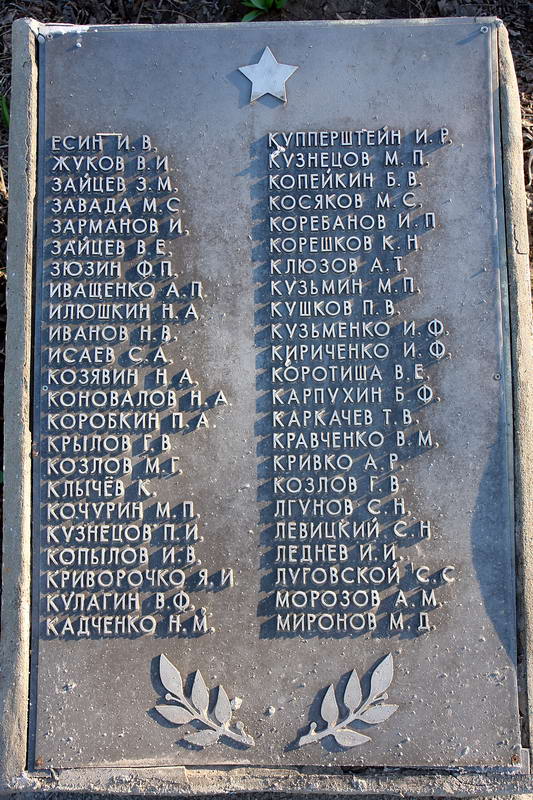 ЕСИН И. В.
ЖУКОВ В. И.
ЗАЙЦЕВ З. М.
ЗАВАДА М. С.
ЗАРМАНОВ И.
ЗАЙЦЕВ В. Е.
ЗЮЗИН Ф. П.
ИВАЩЕНКО А. П.
ИЛЮШКИН Н. А.
ИВАНОВ Н. В.
ИСАЕВ С. А.
КОЗЯВИН Н. А.
КОНОВАЛОВ Н. А.
КОРОБКИН П. А.
КРЫЛОВ Г. В.
КОЗЛОВ М. Г.
КЛЫЧЁВ К.
КОЧУРИН М. П.
КУЗНЕЦОВ П. И.
КОПЫЛОВ И. В.
КРИВОРОЧКО Я. И.
КУЛАГИН В. Ф.
КАДЧЕНКО Н. М.
КУППЕРШТЕЙН И. Р.
КУЗНЕЦОВ М. П.
КОПЕЙКИН Б. В.
КОСЯКОВ М. С.
КОРЕБАНОВ И. П.
КОРЕШКОВ К. Н.
КЛЮЗОВ А. Т.
КУЗЬМИН М. П.
КУШКОВ П. В.
КУЗЬМЕНКО И. Ф.
КИРИЧЕНКО И. Ф.
КОРОТИША В. Е.
КАРПУХИН Б. Ф.
КАРКАЧЕВ Т. В.
КРАВЧЕНКО В. М.
КРИВКО А. Р.
КОЗЛОВ Г. В.
ЛГУНОВ С. Н.
ЛЕВИЦКИЙ С. Н.
ЛЕДНЕВ И. И.
ЛУГОВСКОЙ С. С.
МОРОЗОВ А. М.
МИРОНОВ М. Д.